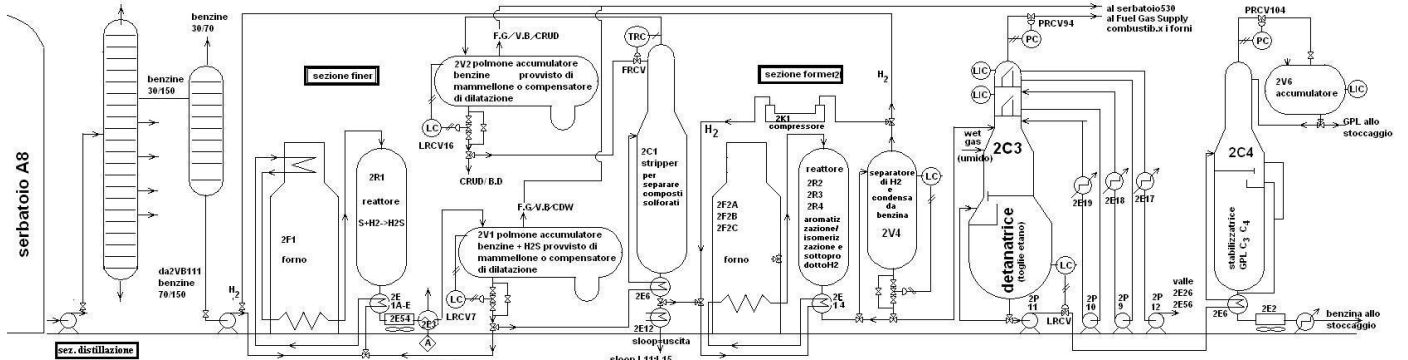 serbatoio A8
benzine
30/70
benzine
30/150
da2VB111
benzine
70/150
sez. distillazione
H2
sezione finer
2F1
forno
2R1
reattore
S+H2->H2S
2E
1A-E
2E54
2E3
A
F.G/V.B/CRUD
2V2 polmone accumulatore
benzine provvisto di
mammellone o compensatore
di dilatazione
LC
LRCV16
CRUD/B.D
F.G/V.B/CDW
2V1 polmone accumulatore
benzine + H2S provvisto di
mammellone o compensatore
di dilatazione
LC
LRCV7
TRC
FRCV
2C1
stripper
per
separare
composti
solforati
2E6
2E12
sloop=uscita
sloop L111L15
sezione former2
H2
H2
2K1
compressore
2F2A
2F2B
2F2C
forno
reattore
2R2
2R3
2R4
aromatiz
zazione/
isomeriz
zazione e
sottopro
dottoH2
2E
1 4
separatore
di H2
e
condensa
da
benzina
2V4
LC
al serbatoio530
al Fuel Gas Supply
combustib.x i forni
PRCV94
PC
LIC
LIC
wet
gas
(umido)
2C3
detanatrice
(toglie etano)
LC
LRCV
2E19
2E18
2E17
2P
11
2P
10
2P
9
2P
12
valle
2E26
2E56
PRCV104
PC
2V6
accumulatore
LIC
GPL allo
stoccaggio
2C4
stabilizzatrice
GPL C3 C4
2E6
2E2
benzina allo
stoccaggio